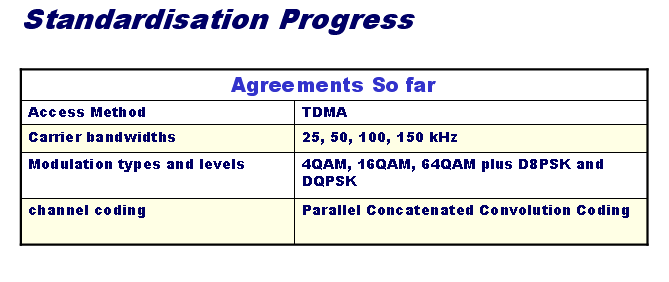 Standardisation Progress
Agreements So far
Access Method TDMA
Carrier bandwidths 25, 50, 100, 150 kHz
Modulation types and levels 4QAM, 16QAM, 64QAM plus D8PSK and
DQPSK
channel coding Parallel Concatenated Convolution Coding